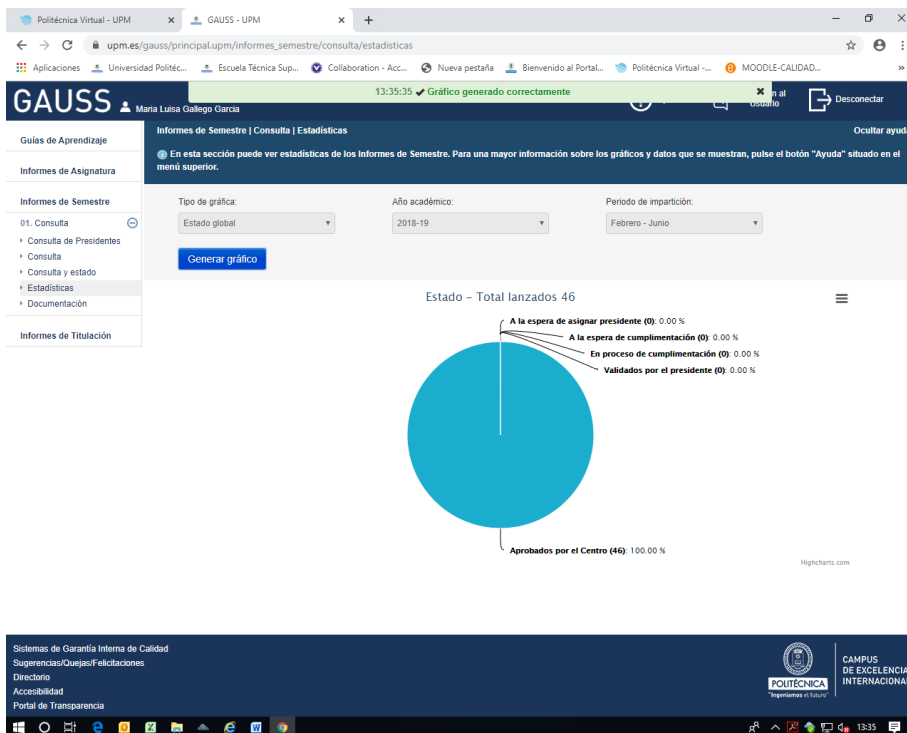 Politécnica Virtual - UPM
GAUSS - UPM
upm.es/gauss/principal.upm/informes_semestre/consulta/estadisticas
Aplicaciones
Universidad Politéc...
Escuela Técnica Sup...
Collaboration - Acc...
Nueva pestaña
Bienvenido al Portal...
Politécnica Virtual -...
MOODLE-CALIDAD...
GAUSS
Maria Luisa Gallego Garcia
13:35:35 ✔ Gráfico generado correctamente
n al
Usuario
Desconectar
Informes de Semestre | Consulta | Estadísticas
Ocultar ayuda
En esta sección puede ver estadísticas de los Informes de Semestre. Para una mayor información sobre los gráficos y datos que se muestran, pulse el botón "Ayuda" situado en el
menú superior.
Guías de Aprendizaje
Informes de Asignatura
Informes de Semestre
01. Consulta
Consulta de Presidentes
Consulta
Consulta y estado
Estadísticas
Documentación
Informes de Titulación
Tipo de gráfica:
Año académico:
Periodo de impartición:
Estado global
2018-19
Febrero - Junio
Generar gráfico
Estado – Total lanzados 46
A la espera de asignar presidente (0): 0.00 %
A la espera de cumplimentación (0): 0.00 %
En proceso de cumplimentación (0): 0.00 %
Validados por el presidente (0): 0.00 %
Aprobados por el Centro (46): 100.00 %
Highcharts.com
Sistemas de Garantía Interna de Calidad
Sugerencias/Quejas/Felicitaciones
Directorio
Accesibilidad
Portal de Transparencia
POLITÉCNICA
"Ingeniamos el futuro"
CAMPUS
DE EXCELENCIA
INTERNACIONAL
13:35